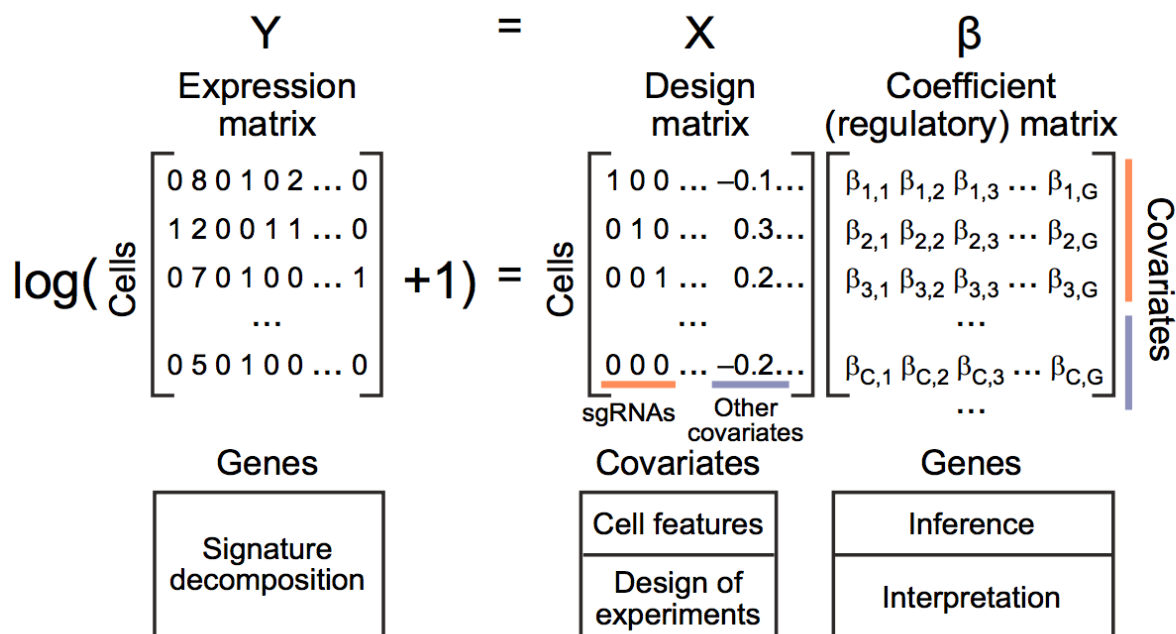 Y = X β
Expression matrix
Design matrix
Coefficient (regulatory) matrix
log(
Cells
0 8 0 1 0 2 ... 0
1 2 0 0 1 1 ... 0
0 7 0 1 0 0 ... 1
...
0 5 0 1 0 0 ... 0
+1) =
Cells
1 0 0 ... –0.1...
0 1 0 ... 0.3...
0 0 1 ... 0.2...
...
0 0 0 ... –0.2...
sgRNAs
Other covariates
β1,1 β1,2 β1,3 ... β1,G
β2,1 β2,2 β2,3 ... β2,G
β3,1 β3,2 β3,3 ... β3,G
...
βC,1 βC,2 βC,3 ... βC,G
...
Covariates
Genes
Covariates
Genes
Signature decomposition
Cell features
Design of experiments
Inference
Interpretation